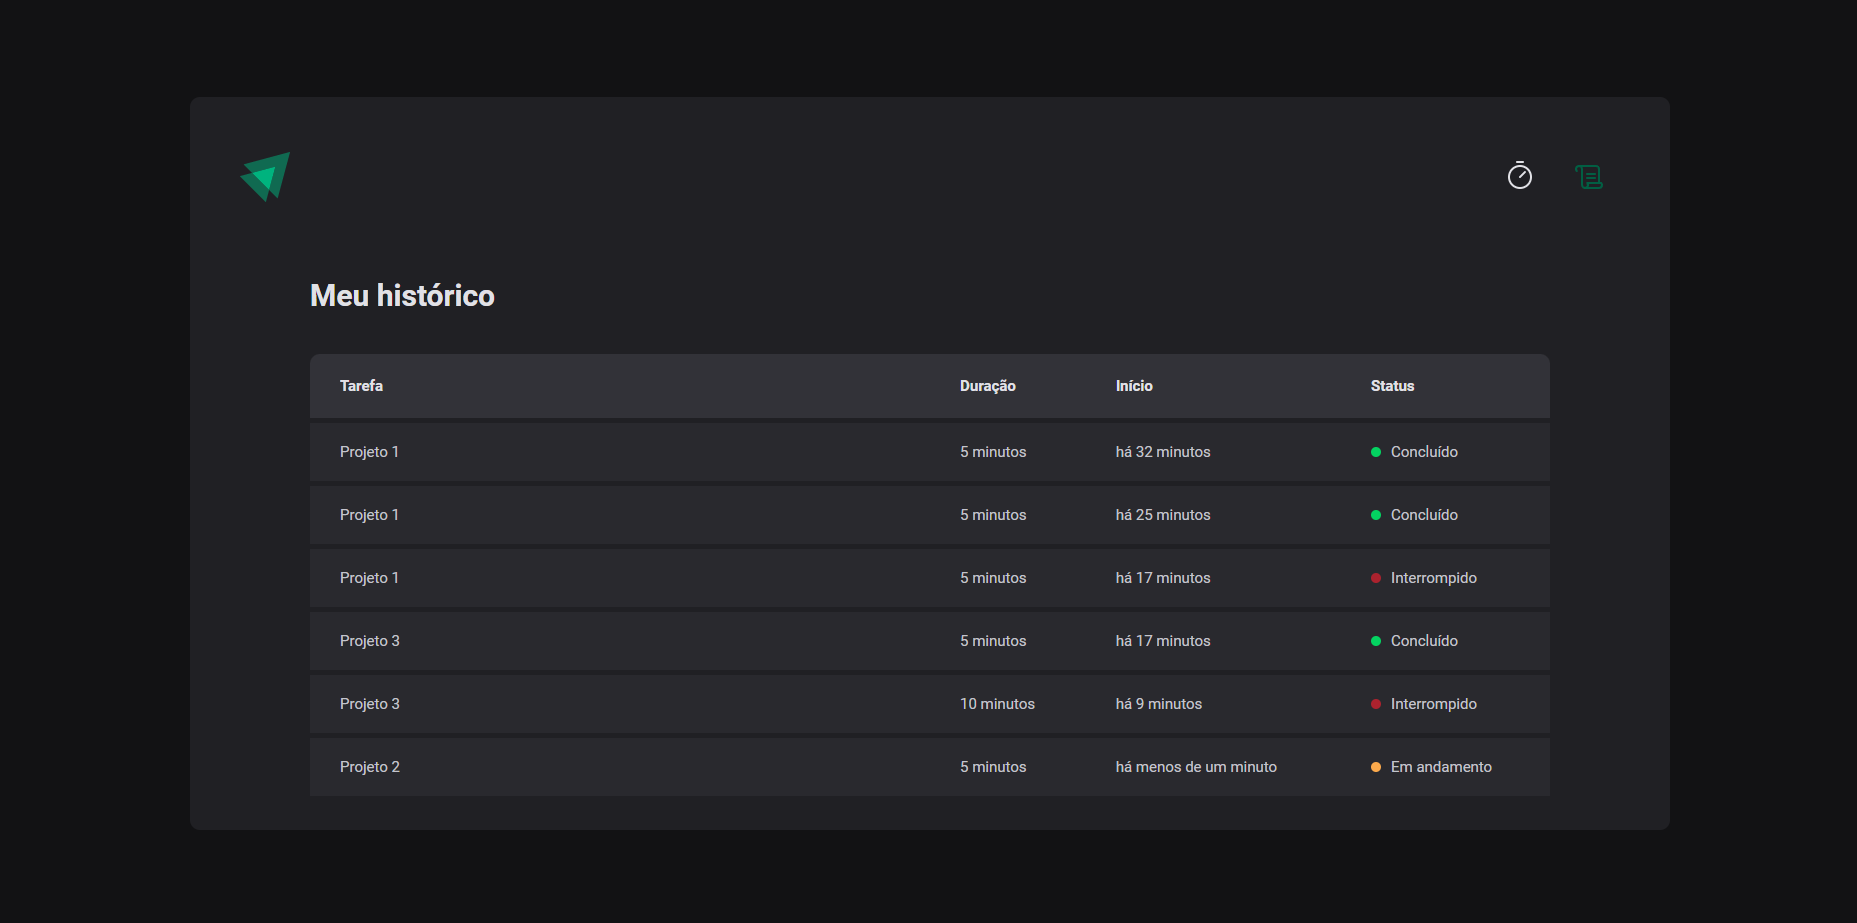 Meu histórico
Tarefa Duração Início Status
Projeto 1 5 minutos há 32 minutos Concluído
Projeto 1 5 minutos há 25 minutos Concluído
Projeto 1 5 minutos há 17 minutos Interrompido
Projeto 3 5 minutos há 17 minutos Concluído
Projeto 3 10 minutos há 9 minutos Interrompido
Projeto 2 5 minutos há menos de um minuto Em andamento